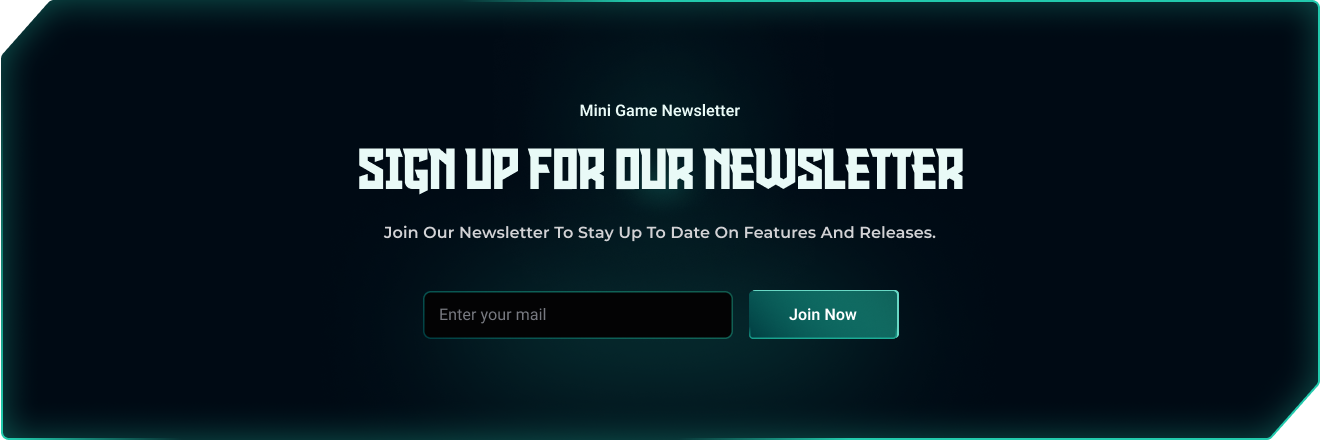 Mini Game Newsletter
SIGN UP FOR OUR NEWSLETTER
Join Our Newsletter To Stay Up To Date On Features And Releases.
Enter your mail
Join Now